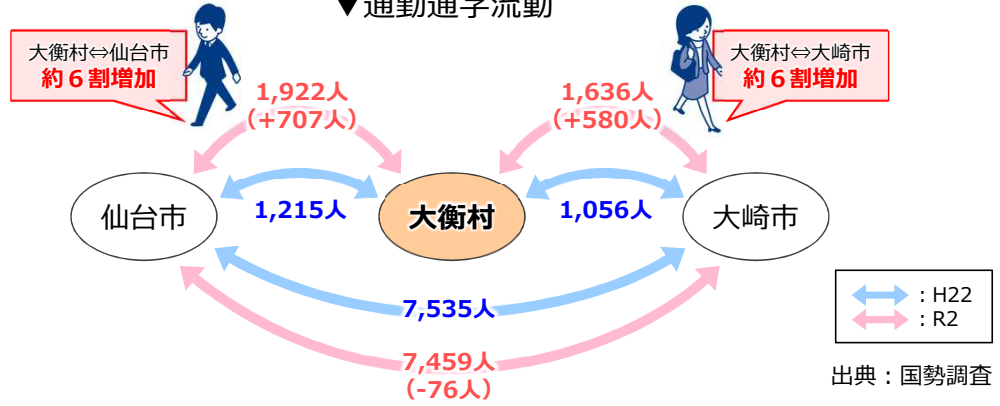 ▼通勤通学流動
大衡村⇔仙台市
約６割増加
大衡村⇔大崎市
約６割増加
1,922人
（+707人）
1,636人
（+580人）
仙台市
1,215人
大衡村
1,056人
大崎市
7,535人
7,459人
(-76人)
：H22
：R2
出典：国勢調査